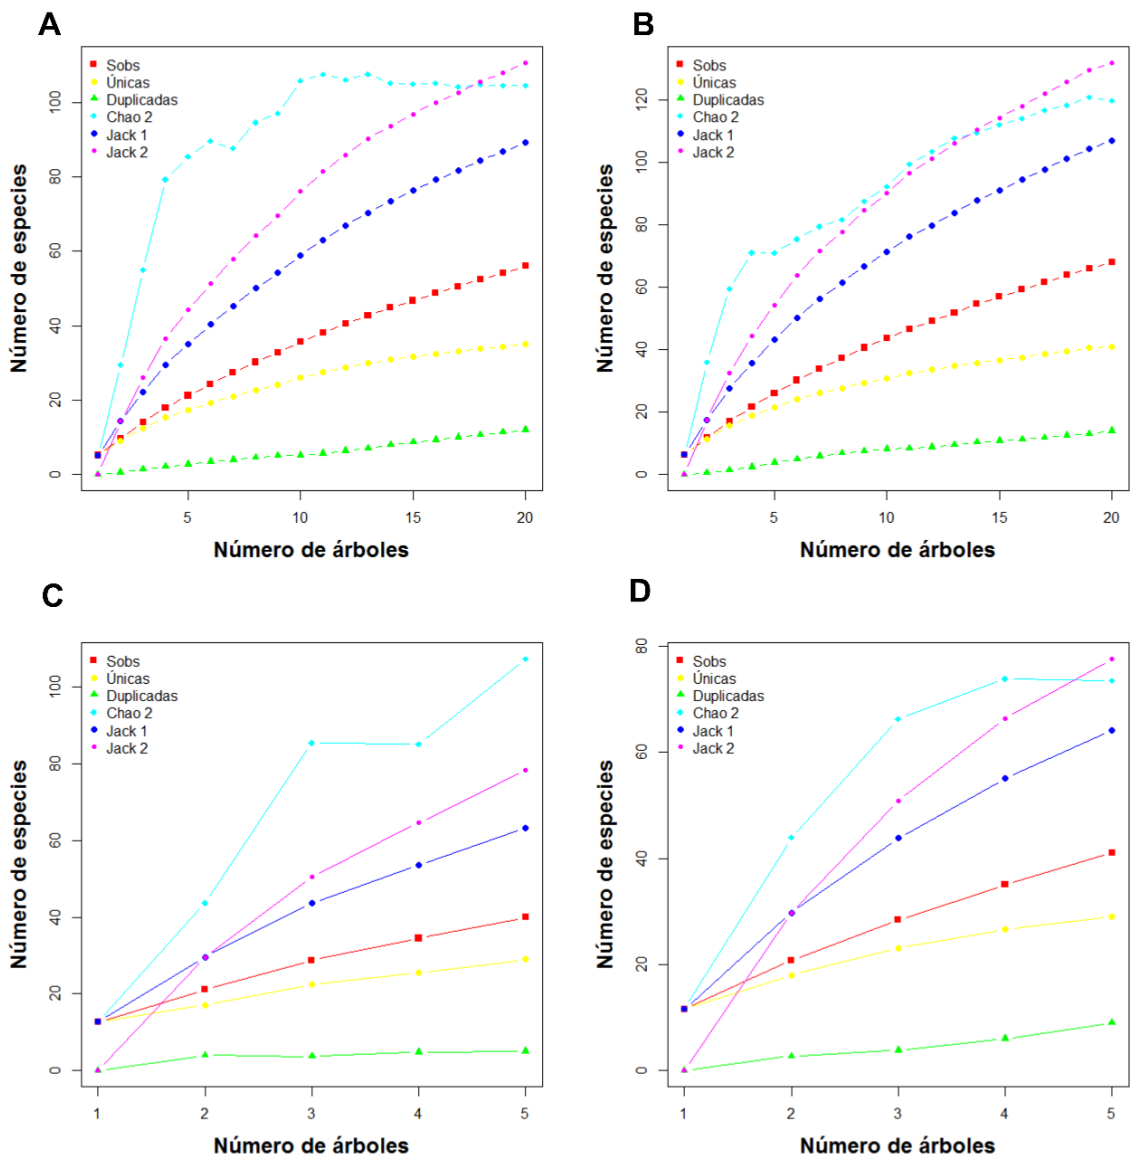 A
Sobs
Únicas
Duplicadas
Chao 2
Jack 1
Jack 2
Número de especies
0
20
40
60
80
100
5
10
15
20
Número de árboles
B
Sobs
Únicas
Duplicadas
Chao 2
Jack 1
Jack 2
Número de especies
0
20
40
60
80
100
120
5
10
15
20
Número de árboles
C
Sobs
Únicas
Duplicadas
Chao 2
Jack 1
Jack 2
Número de especies
0
20
40
60
80
100
1
2
3
4
5
Número de árboles
D
Sobs
Únicas
Duplicadas
Chao 2
Jack 1
Jack 2
Número de especies
0
20
40
60
80
1
2
3
4
5
Número de árboles